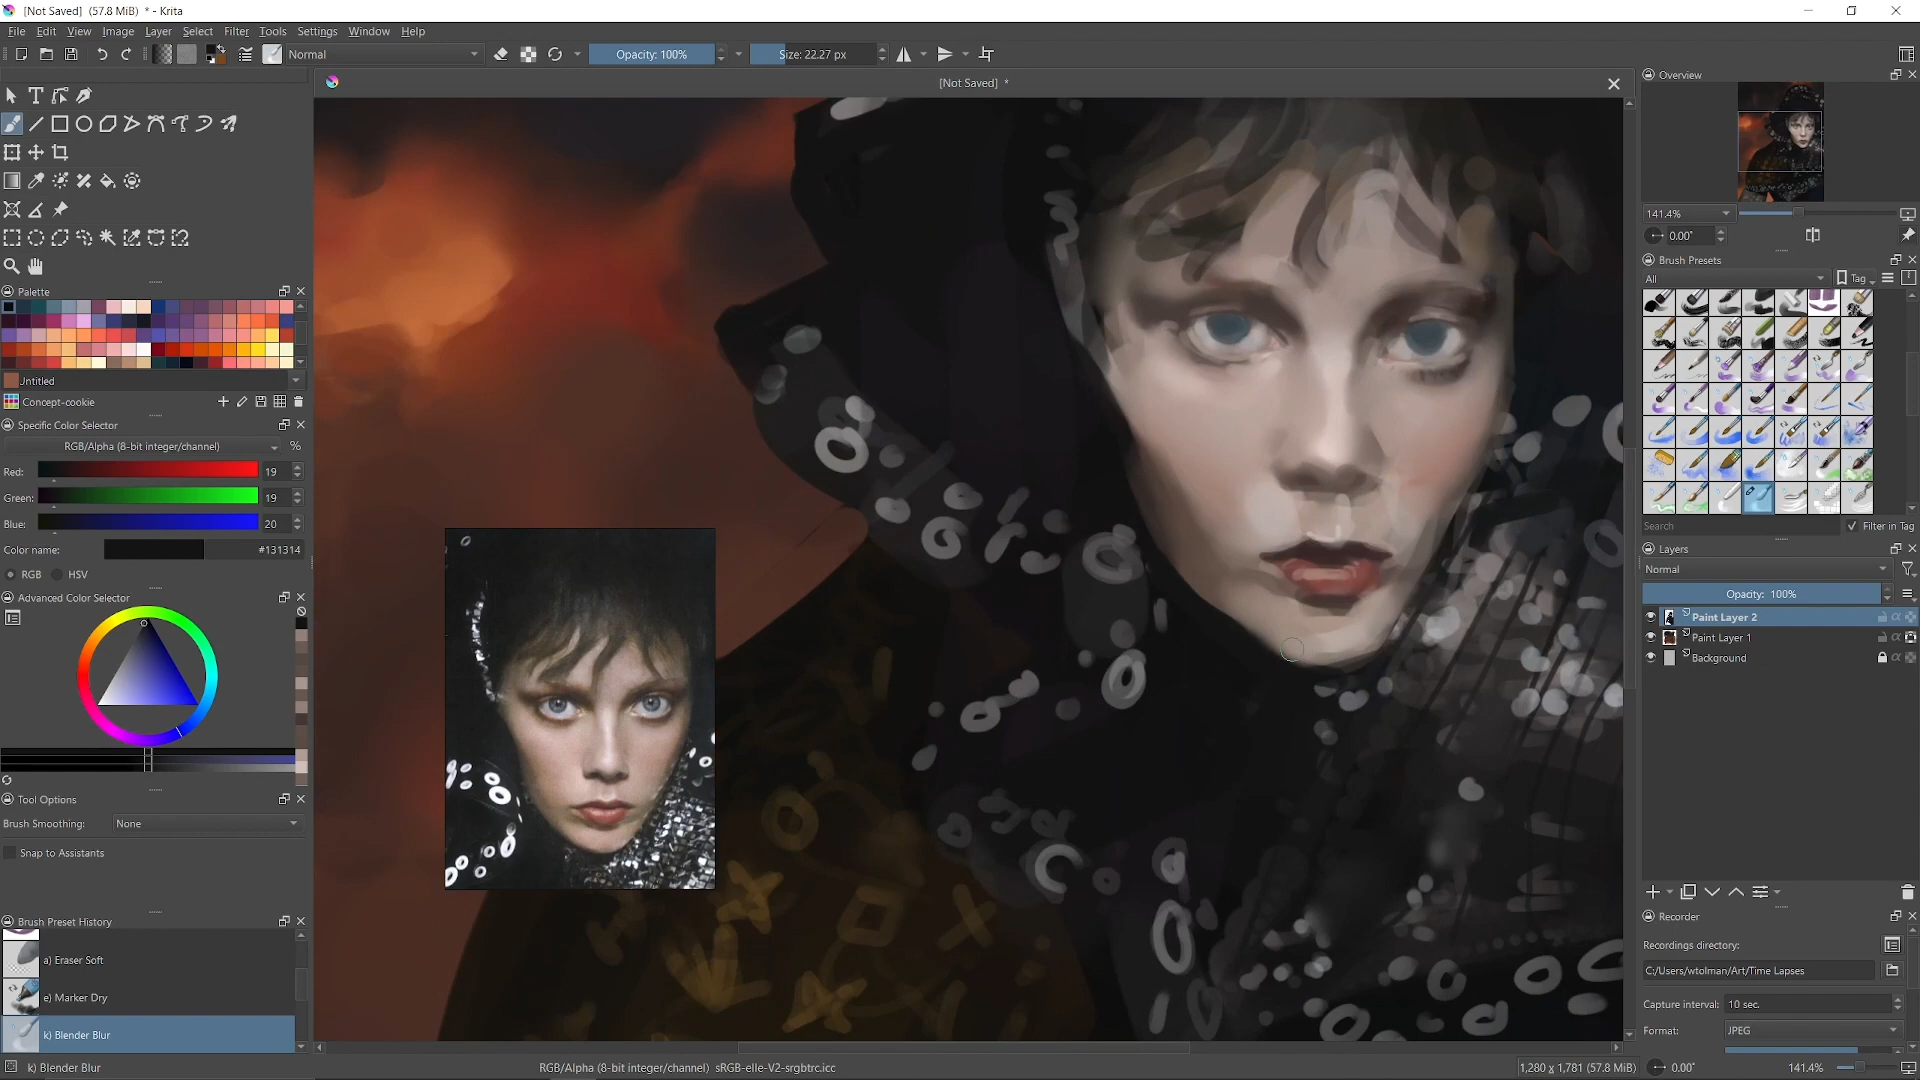 [Not Saved]  (57.8 MiB)  * - Krita
File Edit View Image Layer Select Filter Tools Settings Window Help
Normal Opacity: 100% Size: 22.27 px
[Not Saved]  *
Overview
141.4%
0.00°
Brush Presets
All Tag
Search Filter in Tag
Layers
Normal
Opacity:  100%
Paint Layer 2
Paint Layer 1
Background
Recorder
Recordings directory:
C:/Users/wtolman/Art/Time Lapses
Capture interval: 10 sec.
Format: JPEG
Palette
Untitled
Concept-cookie
Specific Color Selector
RGB/Alpha (8-bit integer/channel) %
Red: 19
Green: 19
Blue: 20
Color name: #131314
RGB HSV
Advanced Color Selector
Tool Options
Brush Smoothing: None
Snap to Assistants
Brush Preset History
a) Eraser Soft
e) Marker Dry
k) Blender Blur
k) Blender Blur RGB/Alpha (8-bit integer/channel)  sRGB-elle-V2-srgbtrc.icc 1,280 x 1,781 (57.8 MiB) 0.00° 141.4%